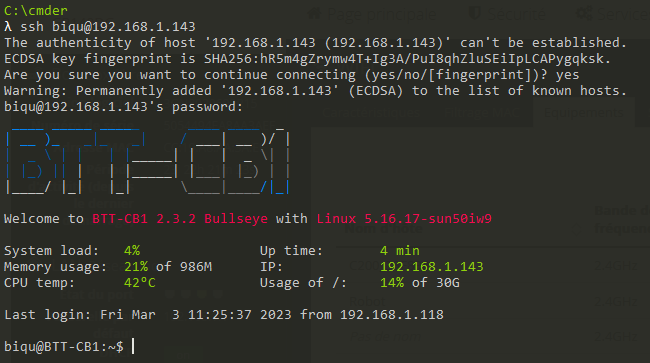 C:\cmder
λ ssh biqu@192.168.1.143
The authenticity of host '192.168.1.143 (192.168.1.143)' can't be established.
ECDSA key fingerprint is SHA256:hR5m4gZrymw4T+Ig3A/PuI8qhZluSEiIpLCAPygqksk.
Are you sure you want to continue connecting (yes/no/[fingerprint])? yes
Warning: Permanently added '192.168.1.143' (ECDSA) to the list of known hosts.
biqu@192.168.1.143's password:
BTT-CB1
Welcome to BTT-CB1 2.3.2 Bullseye with Linux 5.16.17-sun50iw9
System load: 4% Up time: 4 min
Memory usage: 21% of 986M IP: 192.168.1.143
CPU temp: 42°C Usage of /: 14% of 30G
Last login: Fri Mar 3 11:25:37 2023 from 192.168.1.118
biqu@BTT-CB1:~$